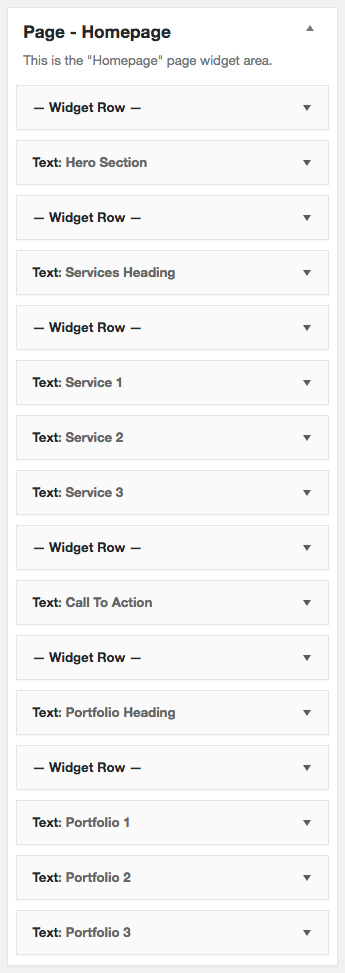 Page - Homepage
This is the "Homepage" page widget area.
— Widget Row —
Text: Hero Section
— Widget Row —
Text: Services Heading
— Widget Row —
Text: Service 1
Text: Service 2
Text: Service 3
— Widget Row —
Text: Call To Action
— Widget Row —
Text: Portfolio Heading
— Widget Row —
Text: Portfolio 1
Text: Portfolio 2
Text: Portfolio 3